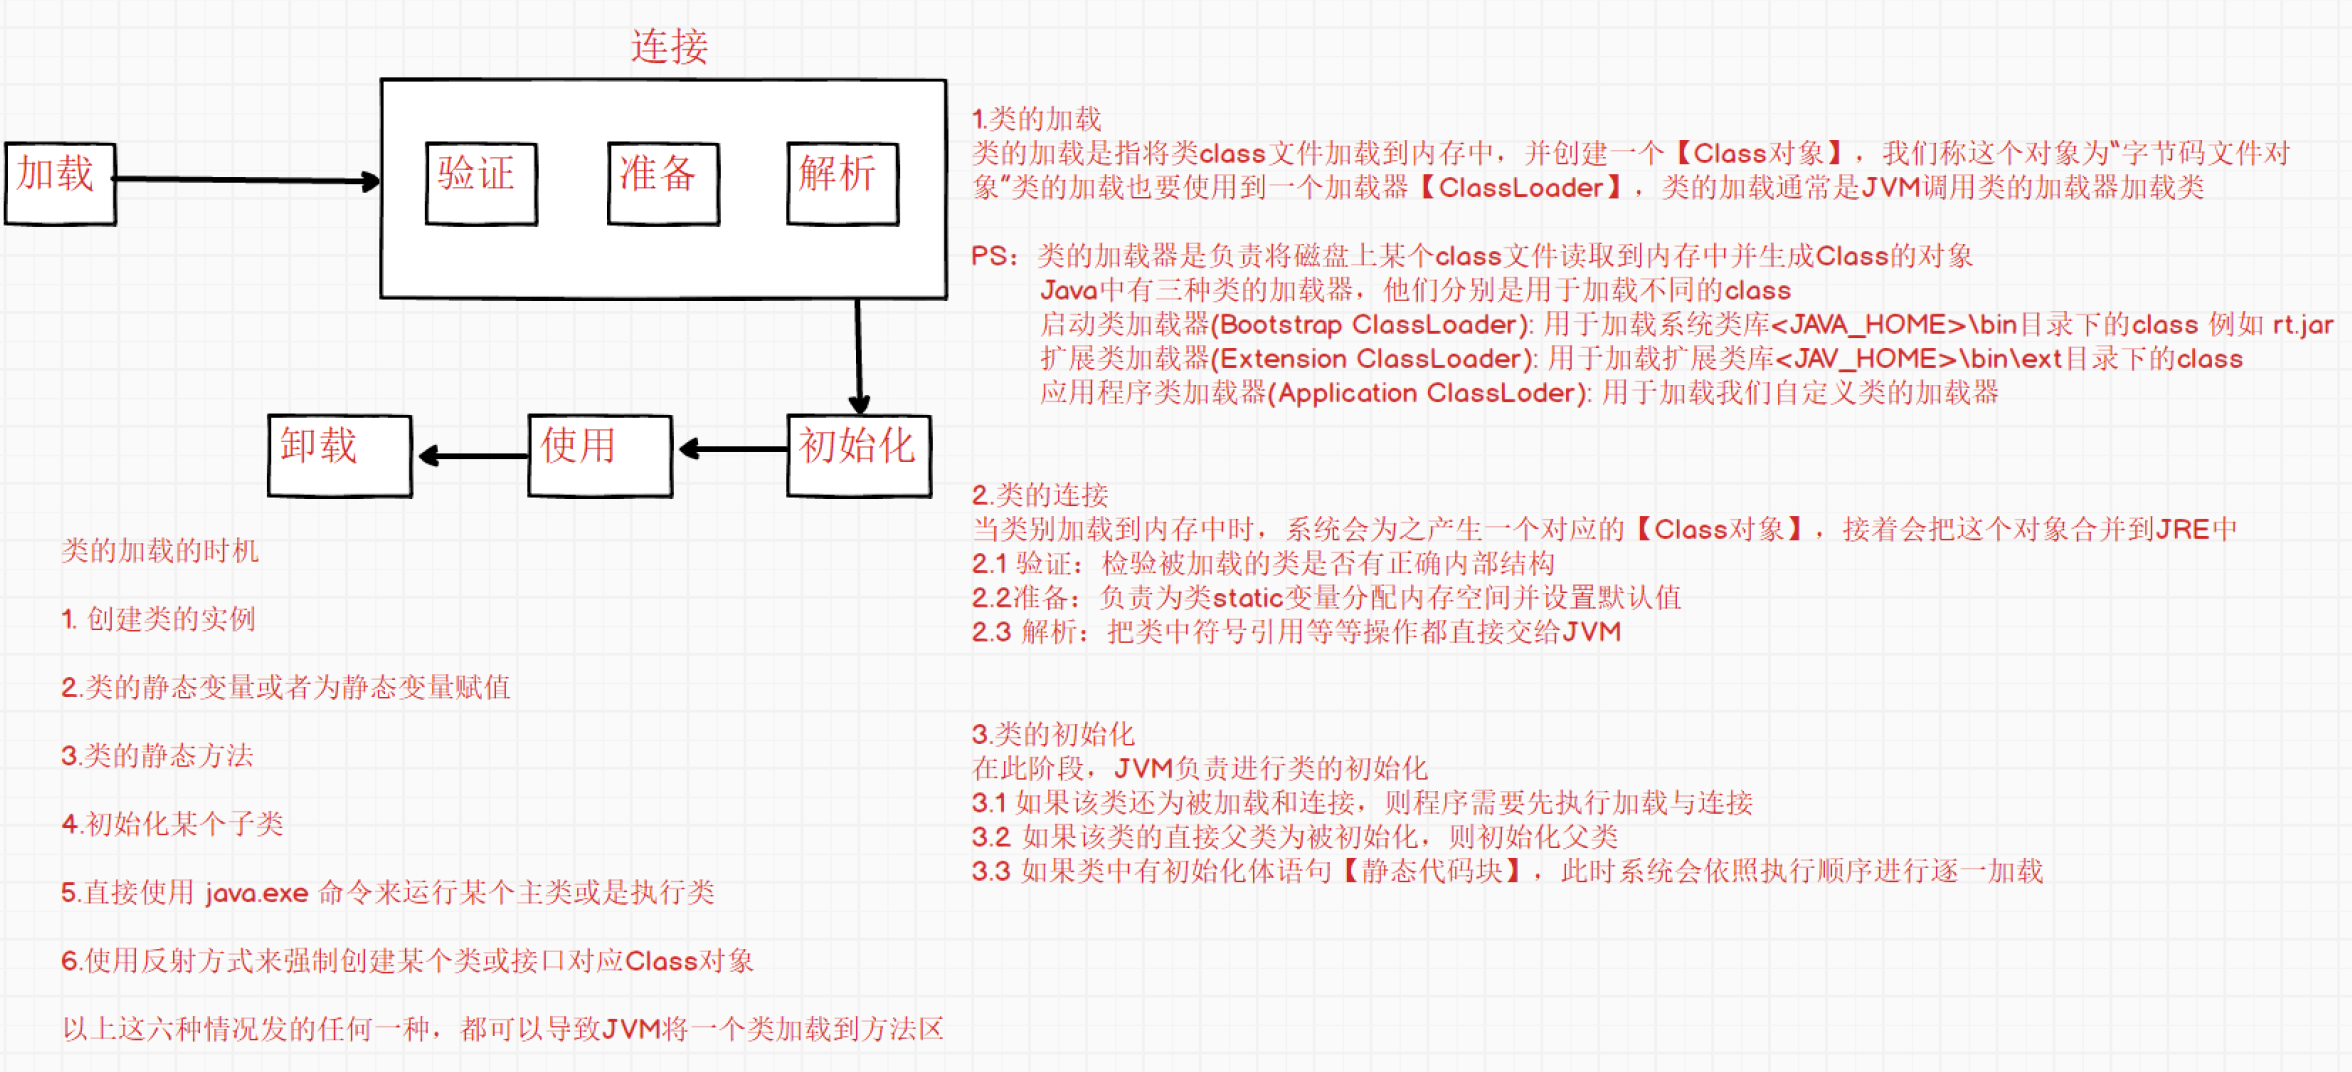 连接
加载
验证
准备
解析
卸载
使用
初始化
类的加载的时机
1. 创建类的实例
2.类的静态变量或者为静态变量赋值
3.类的静态方法
4.初始化某个子类
5.直接使用 java.exe 命令来运行某个主类或是执行类
6.使用反射方式来强制创建某个类或接口对应Class对象
以上这六种情况发的任何一种，都可以导致JVM将一个类加载到方法区
1.类的加载
类的加载是指将类class文件加载到内存中，并创建一个【Class对象】，我们称这个对象为“字节码文件对
象”类的加载也要使用到一个加载器【ClassLoader】，类的加载通常是JVM调用类的加载器加载类
PS：类的加载器是负责将磁盘上某个class文件读取到内存中并生成Class的对象
Java中有三种类的加载器，他们分别是用于加载不同的class
启动类加载器(Bootstrap ClassLoader): 用于加载系统类库<JAVA_HOME>\bin目录下的class 例如 rt.jar
扩展类加载器(Extension ClassLoader): 用于加载扩展类库<JAV_HOME>\bin\ext目录下的class
应用程序类加载器(Application ClassLoder): 用于加载我们自定义类的加载器
2.类的连接
当类别加载到内存中时，系统会为之产生一个对应的【Class对象】，接着会把这个对象合并到JRE中
2.1 验证：检验被加载的类是否有正确内部结构
2.2准备：负责为类static变量分配内存空间并设置默认值
2.3 解析：把类中符号引用等等操作都直接交给JVM
3.类的初始化
在此阶段，JVM负责进行类的初始化
3.1 如果该类还为被加载和连接，则程序需要先执行加载与连接
3.2 如果该类的直接父类为被初始化，则初始化父类
3.3 如果类中有初始化体语句【静态代码块】，此时系统会依照执行顺序进行逐一加载